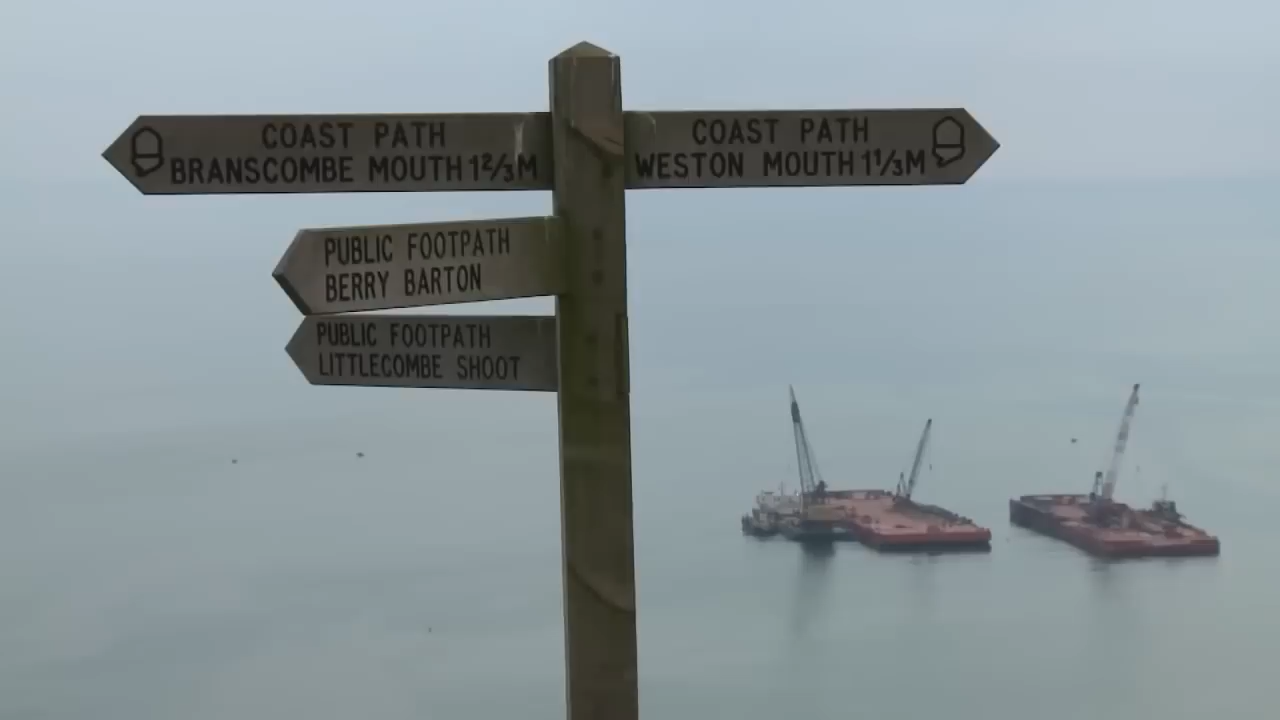 COAST PATH
BRANSCOMBE MOUTH 1⅔M
COAST PATH
WESTON MOUTH 1⅓M
PUBLIC FOOTPATH
BERRY BARTON
PUBLIC FOOTPATH
LITTLECOMBE SHOOT